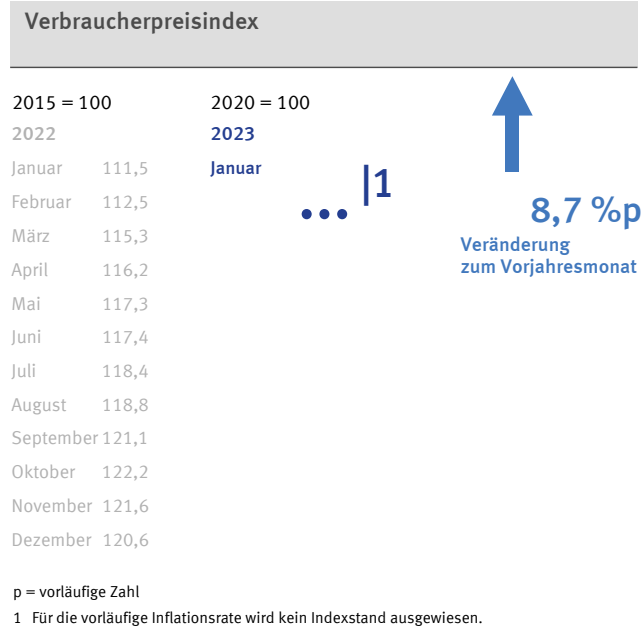 Verbraucherpreisindex
2015 = 100
2022
Januar 111,5
Februar 112,5
März 115,3
April 116,2
Mai 117,3
Juni 117,4
Juli 118,4
August 118,8
September 121,1
Oktober 122,2
November 121,6
Dezember 120,6
2020 = 100
2023
Januar
... |1
8,7 %p
Veränderung
zum Vorjahresmonat
p = vorläufige Zahl
1 Für die vorläufige Inflationsrate wird kein Indexstand ausgewiesen.